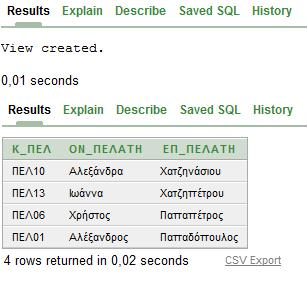 Results Explain Describe Saved SQL History
View created.
0,01 seconds
Results Explain Describe Saved SQL History
Κ_ΠΕΛ ΟΝ_ΠΕΛΑΤΗ ΕΠ_ΠΕΛΑΤΗ
ΠΕΛ10 Αλεξάνδρα Χατζηνάσιου
ΠΕΛ13 Ιωάννα Χατζηπέτρου
ΠΕΛ06 Χρήστος Παπαπέτρος
ΠΕΛ01 Αλέξανδρος Παπαδόπουλος
4 rows returned in 0,02 seconds CSV Export